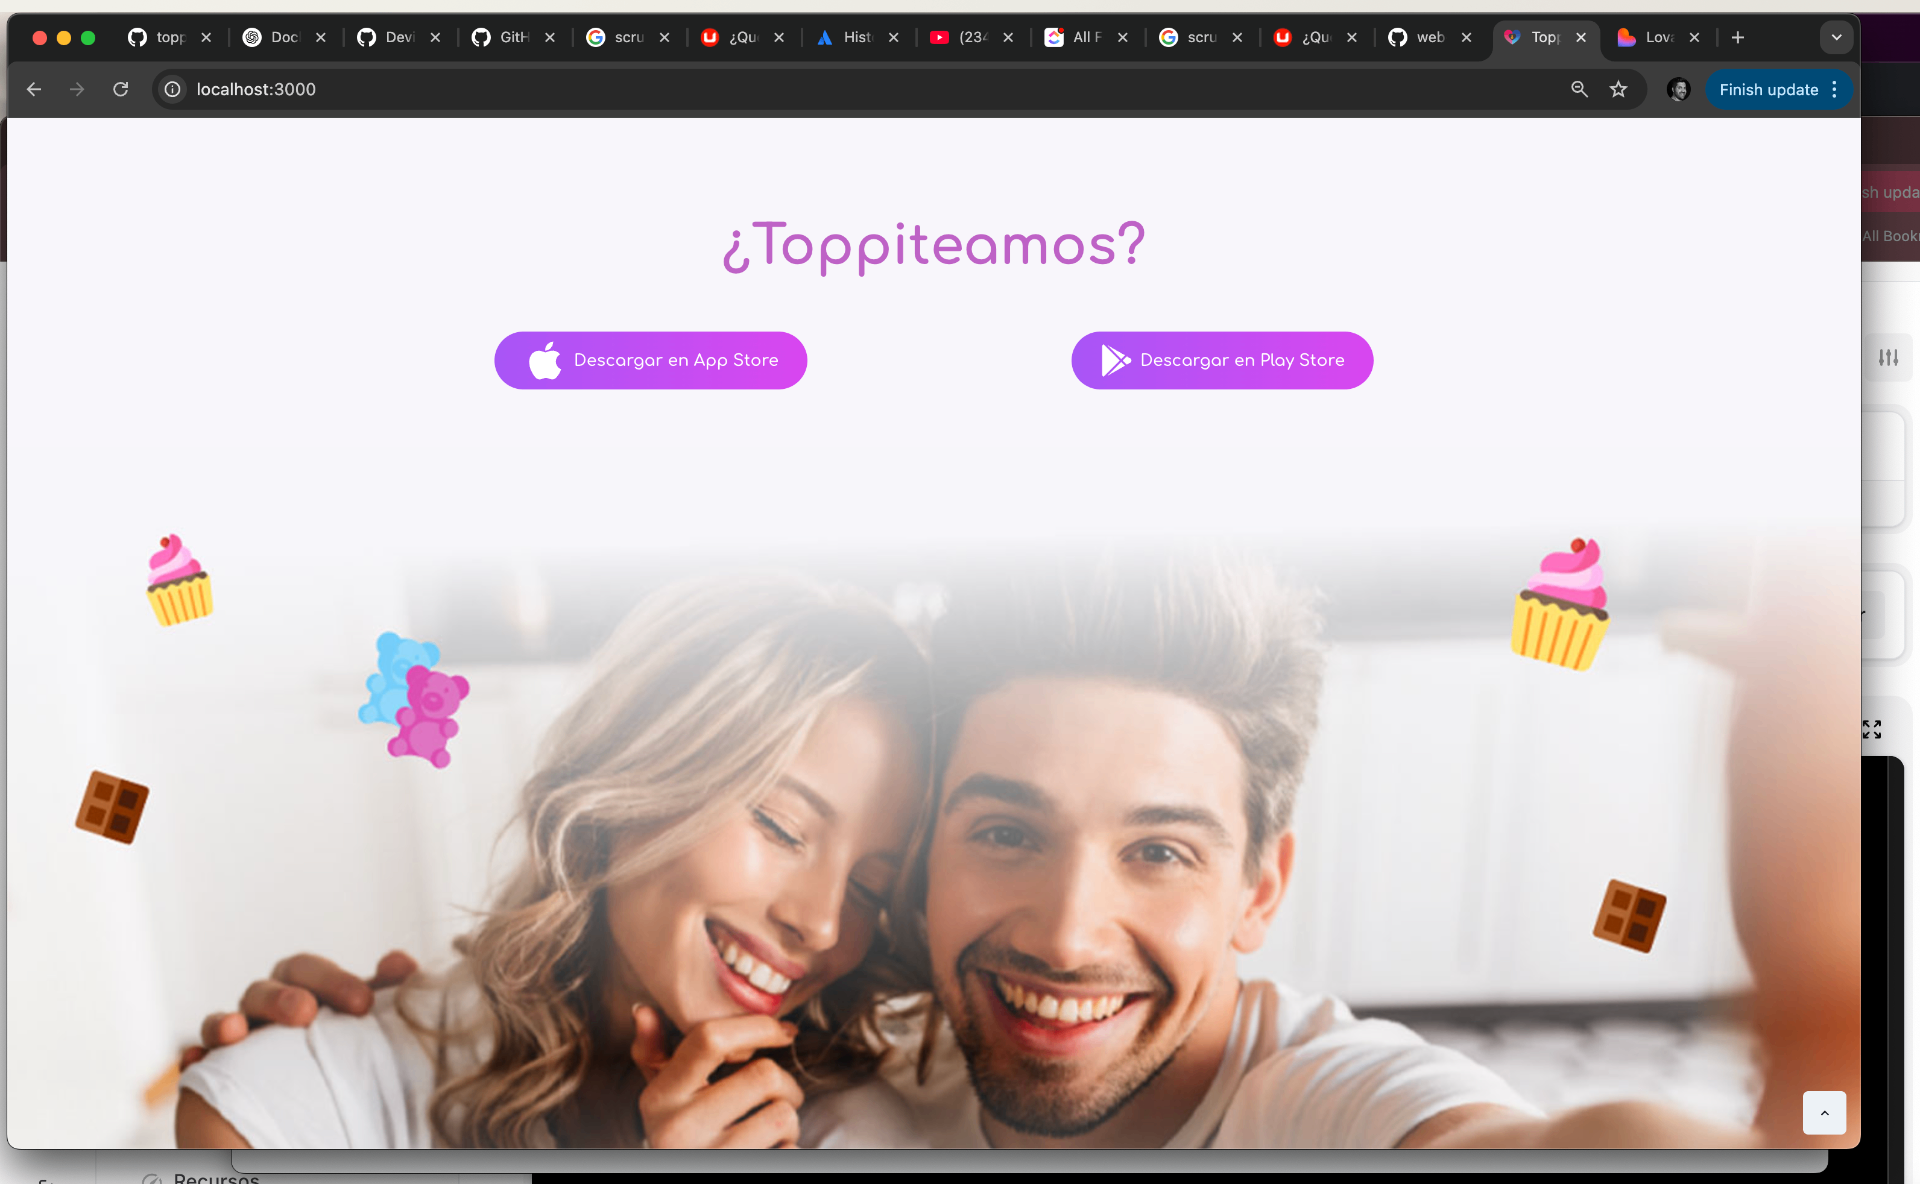 topp
Doc
Devi
GitH
scru
¿Qu
Hist
(234
All F
scru
¿Qu
web
Topp
Lova
localhost:3000
Finish update
sh upda
All Book
¿Toppiteamos?
Descargar en App Store
Descargar en Play Store
Recursos